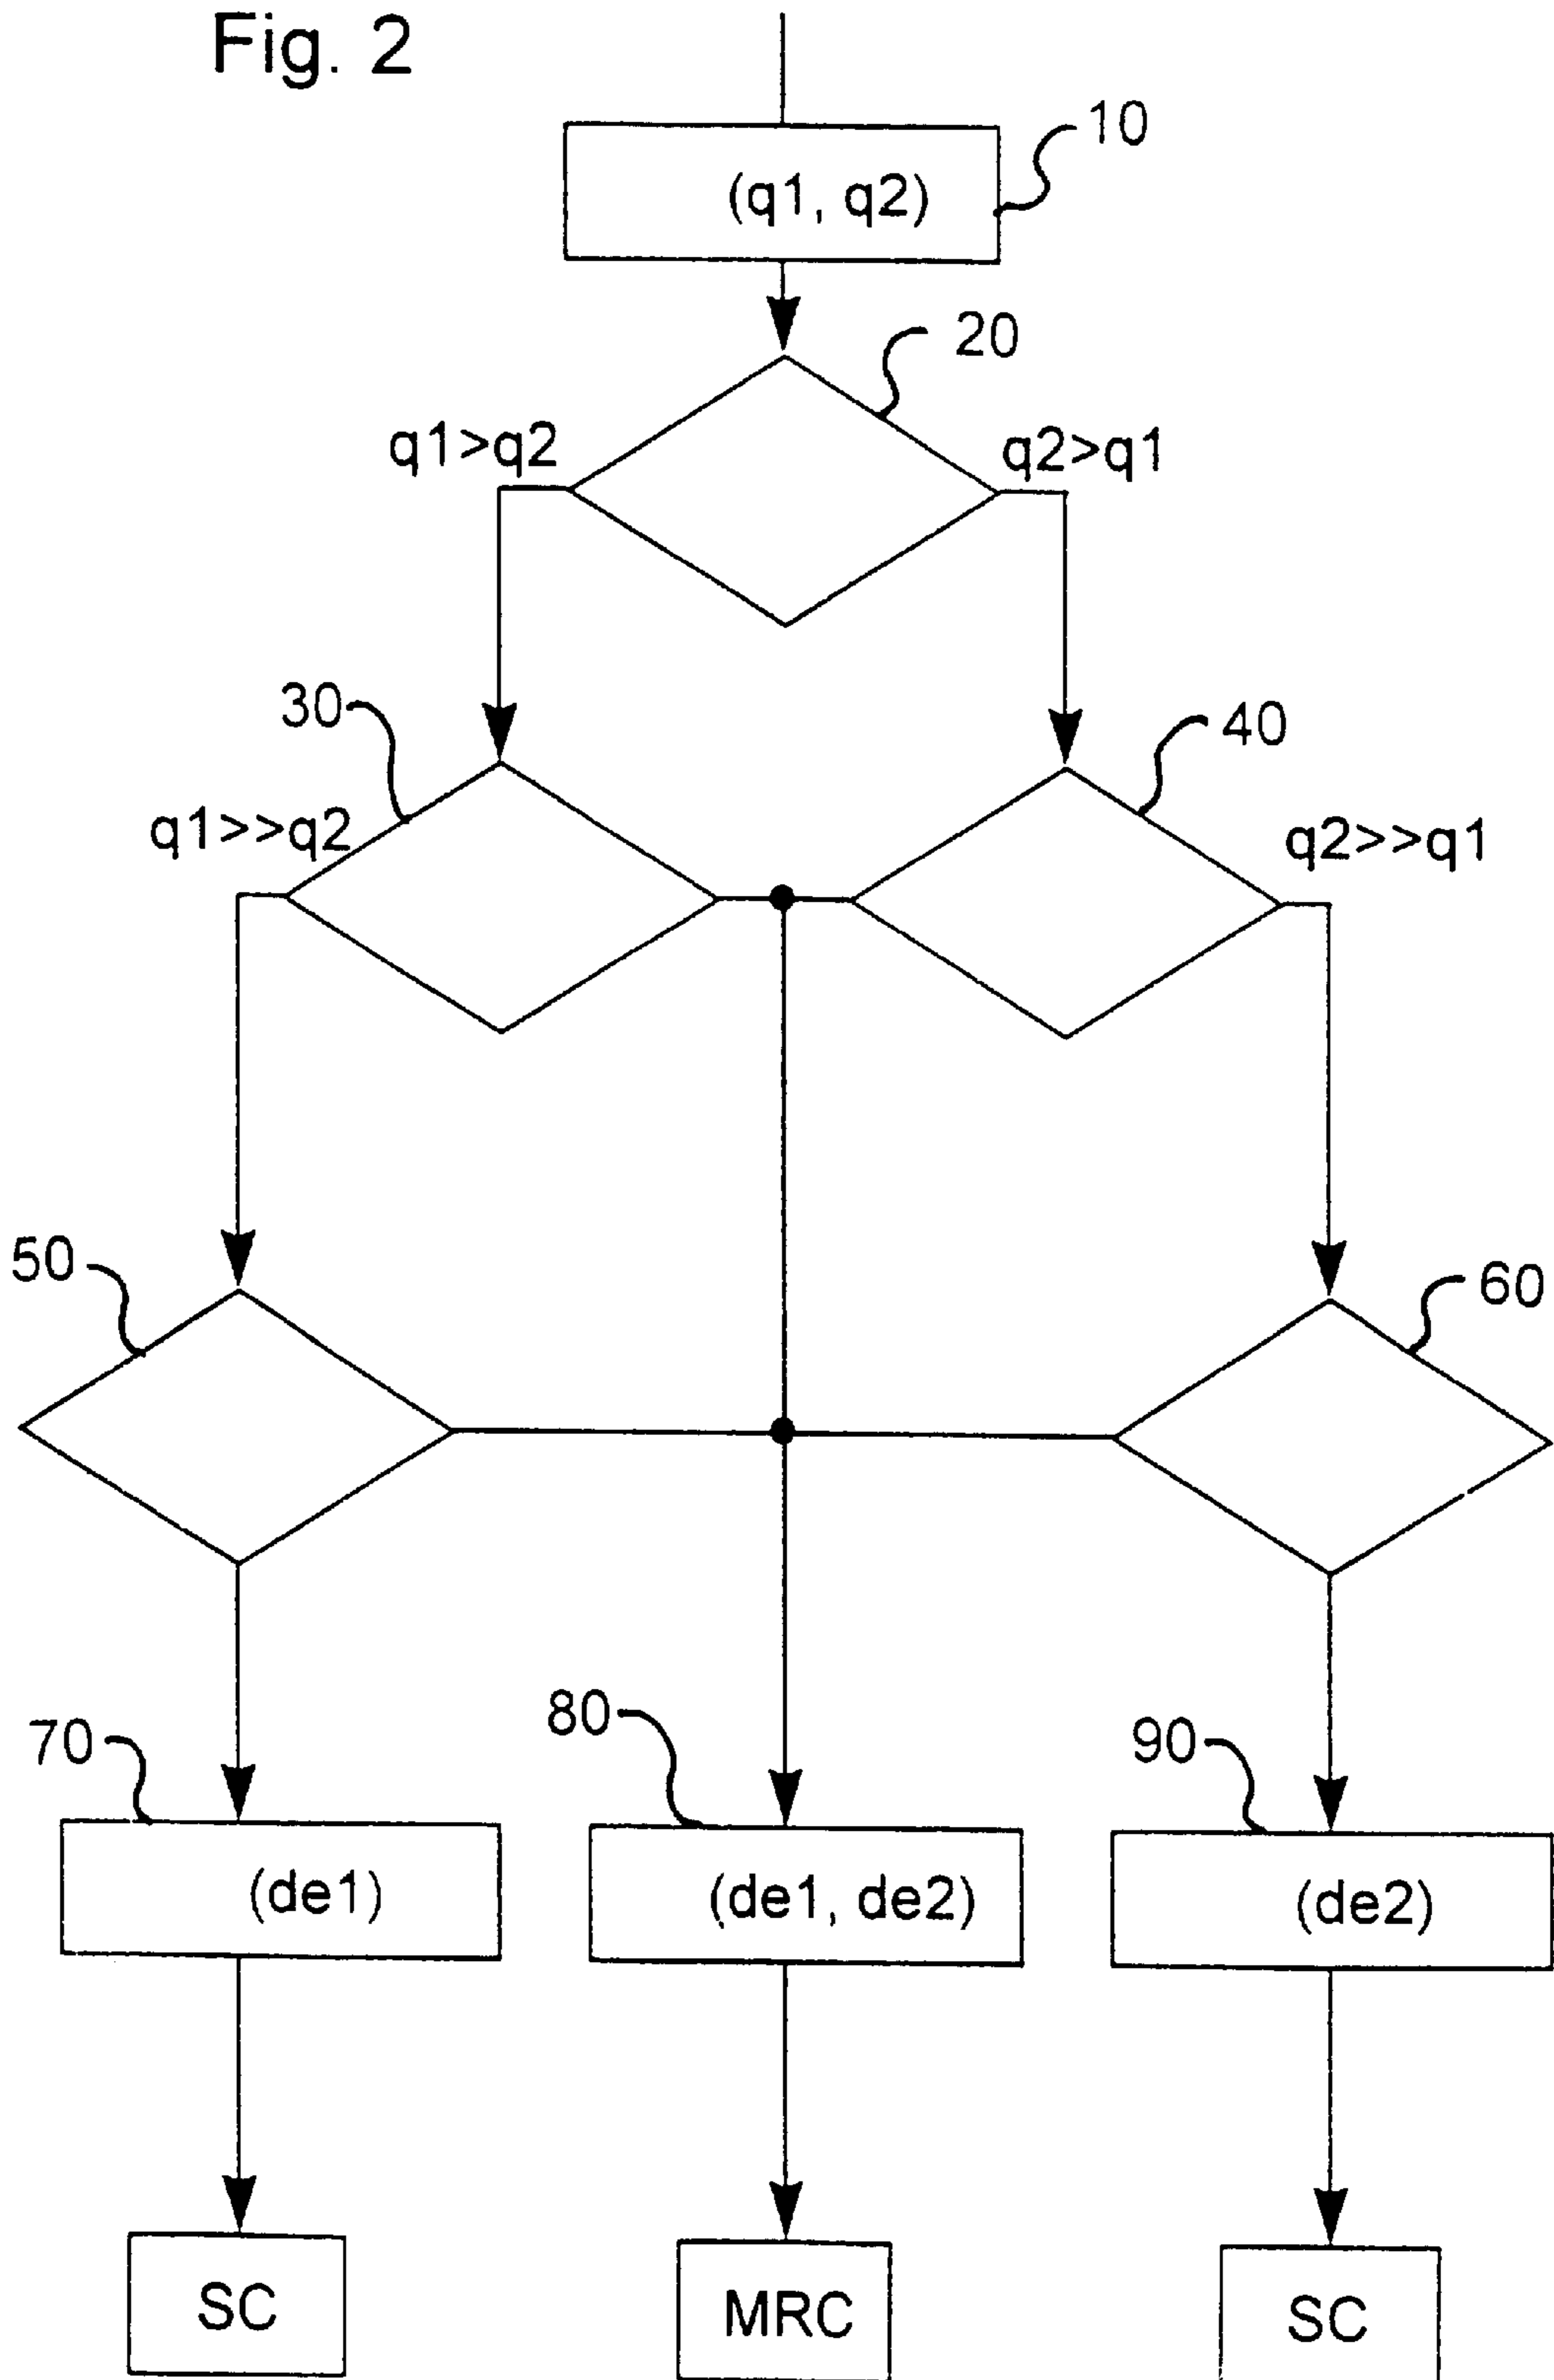 Fig. 2
10
(q1, q2)
20
q1>q2
q2>q1
30
40
q1>>q2
q2>>q1
50
60
70
80
90
(de1)
(de1, de2)
(de2)
SC
MRC
SC